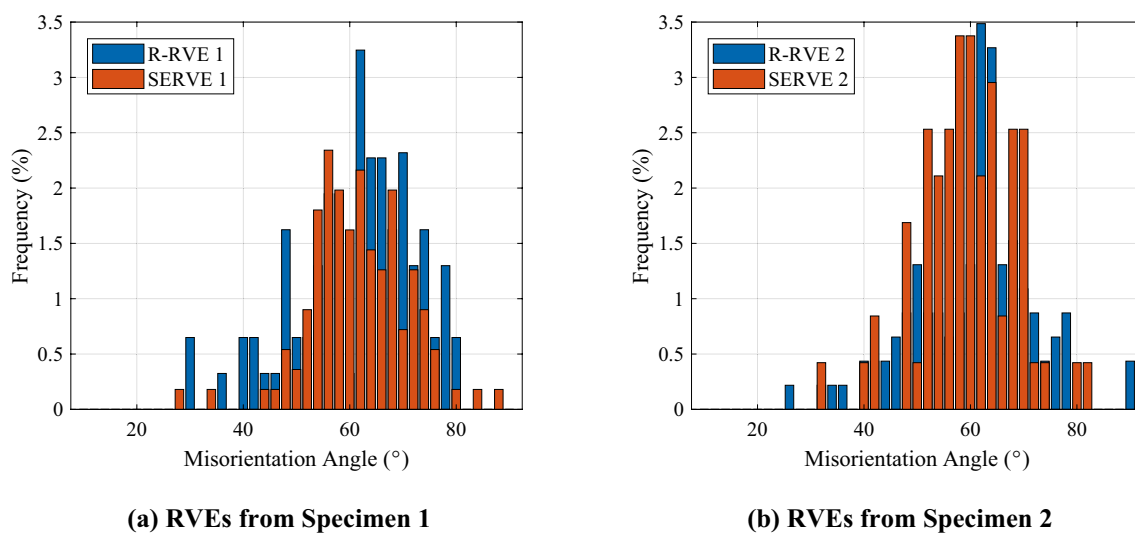 3.5
3
2.5
2
1.5
1
0.5
0
Frequency (%)
R-RVE 1
SERVE 1
20 40 60 80
Misorientation Angle (°)
(a) RVEs from Specimen 1
3.5
3
2.5
2
1.5
1
0.5
0
Frequency (%)
R-RVE 2
SERVE 2
20 40 60 80
Misorientation Angle (°)
(b) RVEs from Specimen 2